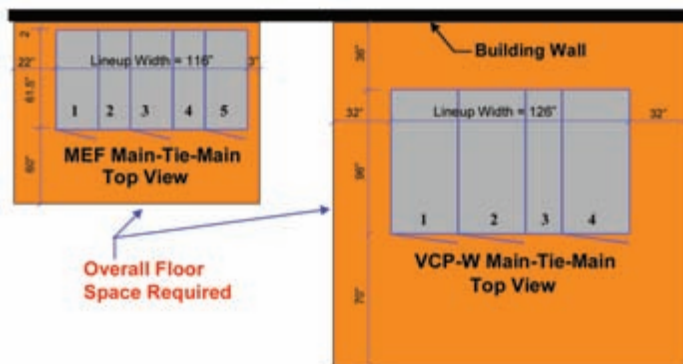 2"
22"
Lineup Width = 116"
3"
61.5"
1 2 3 4 5
60"
MEF Main-Tie-Main
Top View
Overall Floor
Space Required
Building Wall
36"
32"
Lineup Width = 126"
32"
96"
1 2 3 4
VCP-W Main-Tie-Main
Top View
70"